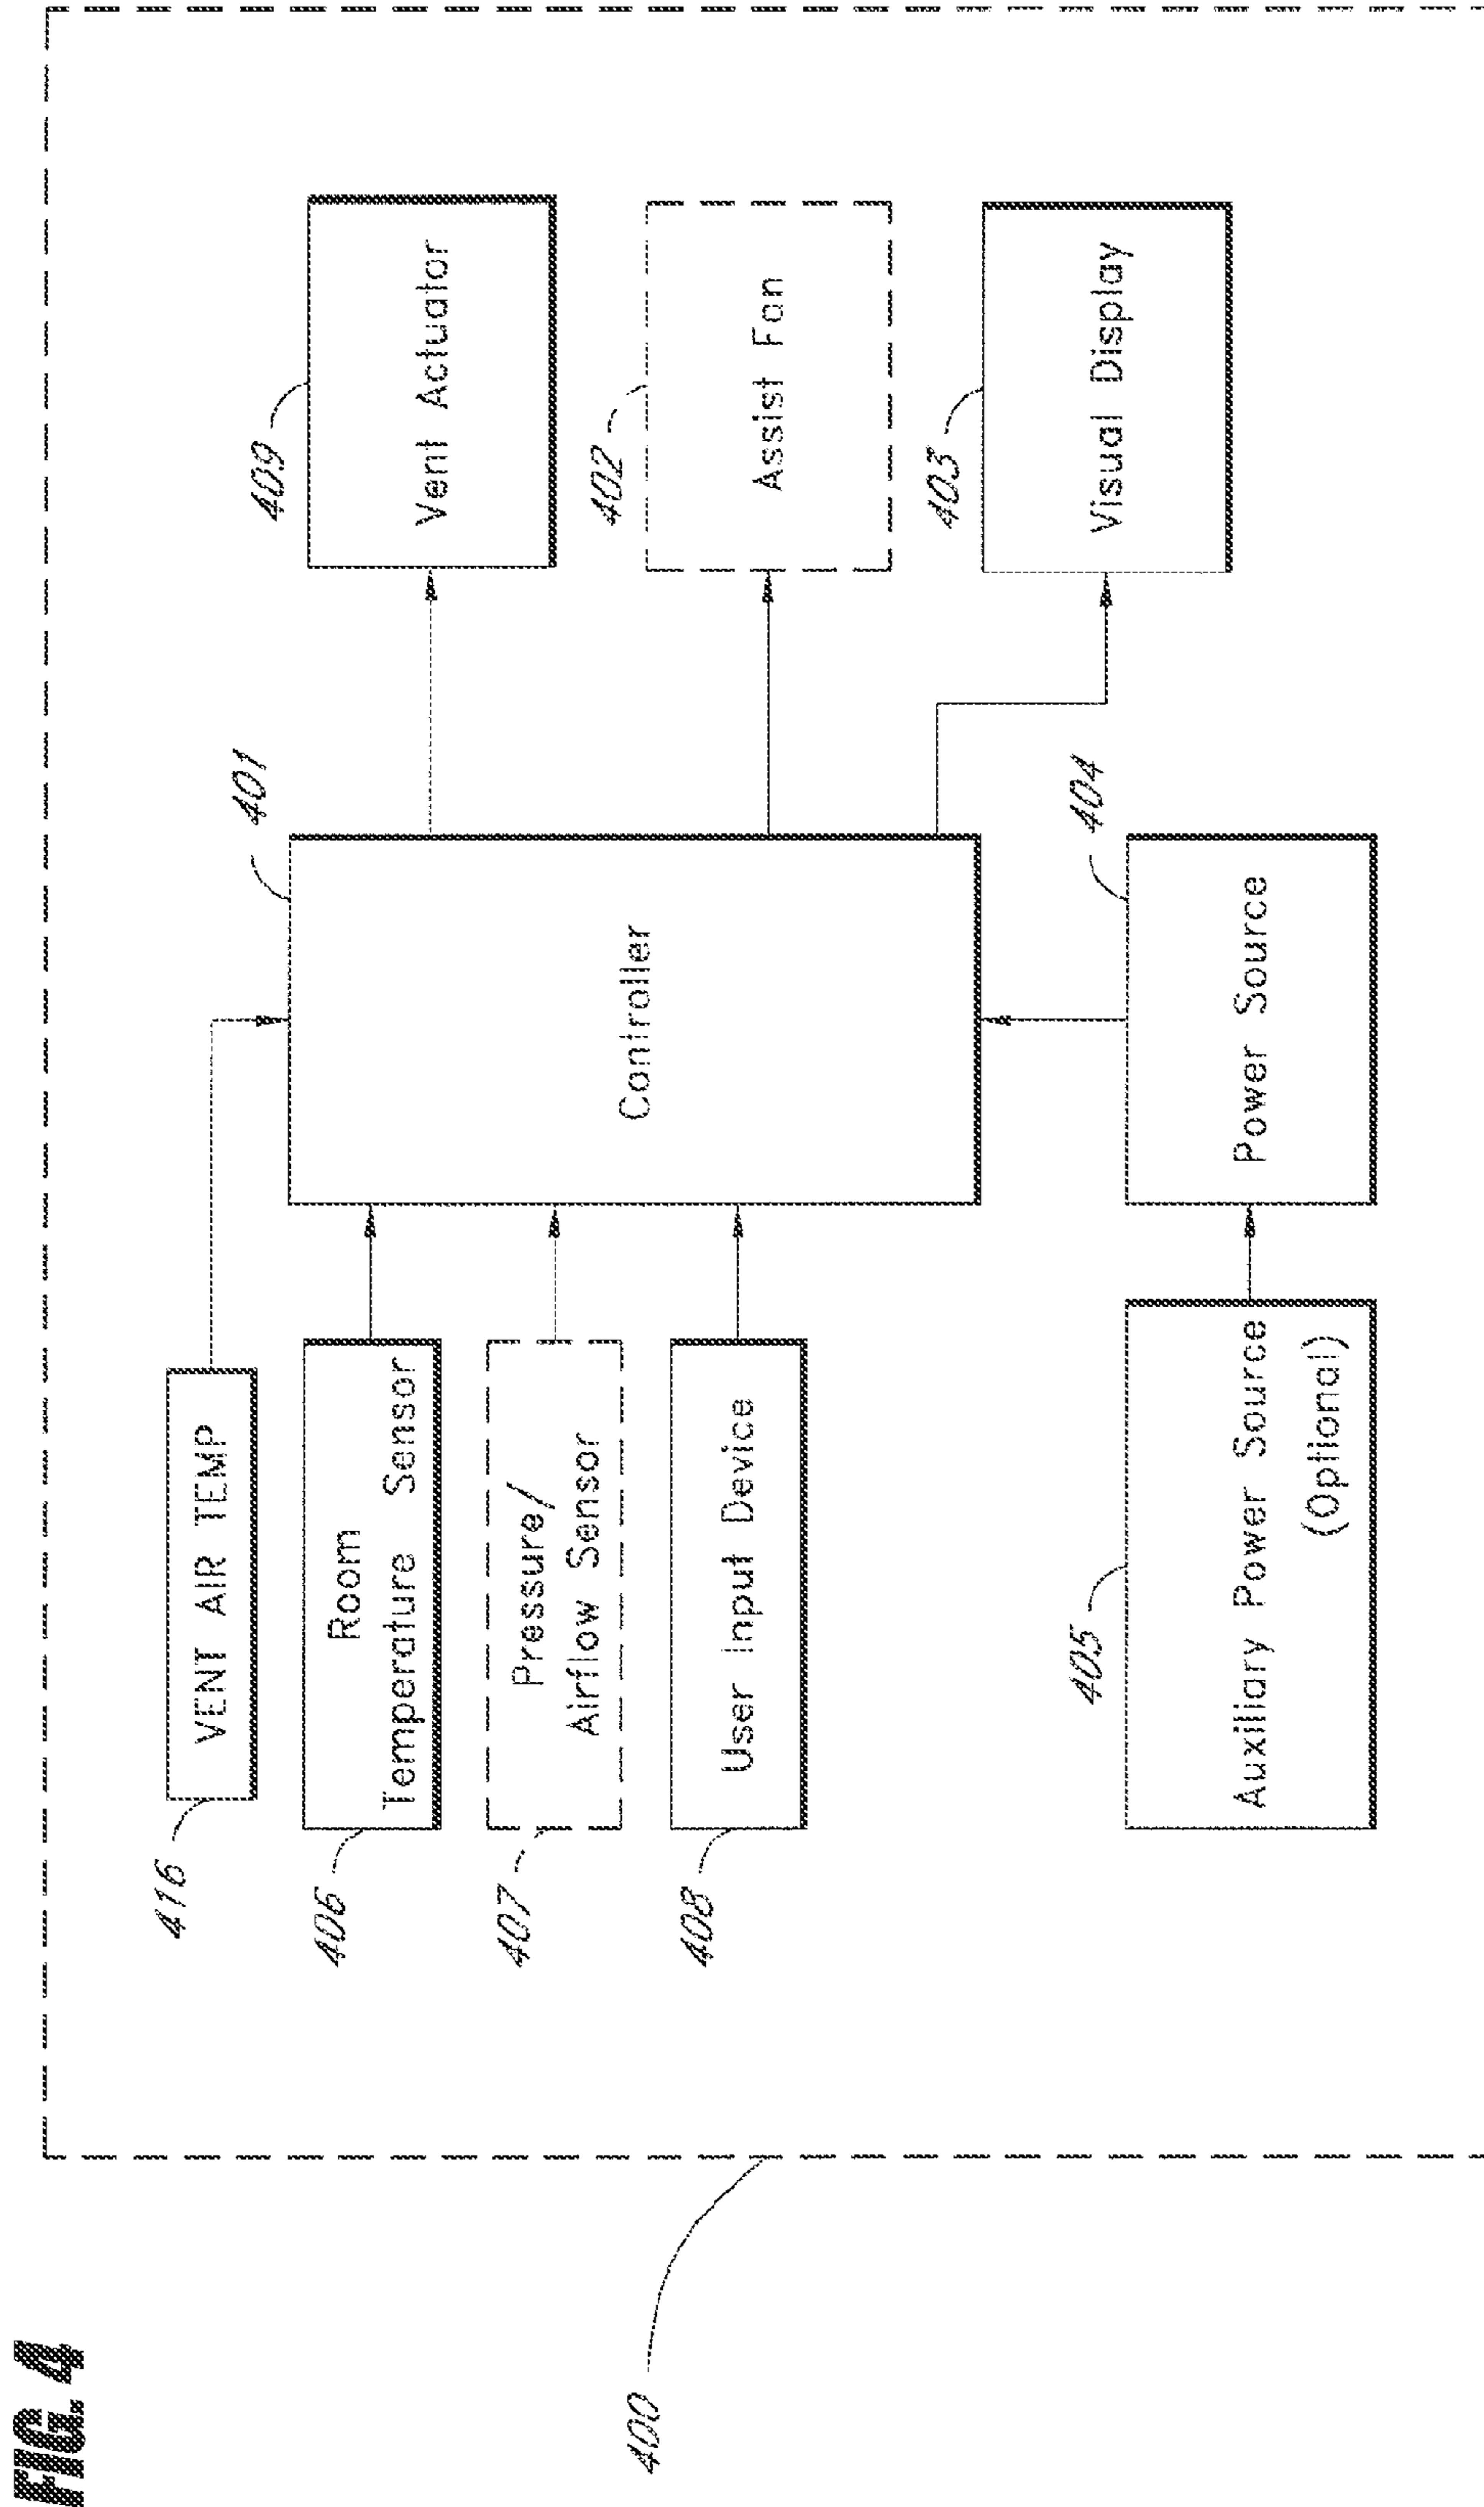 FIG. 4
400
416
VENT AIR TEMP
406
Room
Temperature Sensor
407
Pressure/
Airflow Sensor
408
User Input Device
401
Controller
409
Vent Actuator
402
Assist Fan
403
Visual Display
405
Auxiliary Power Source
(Optional)
404
Power Source